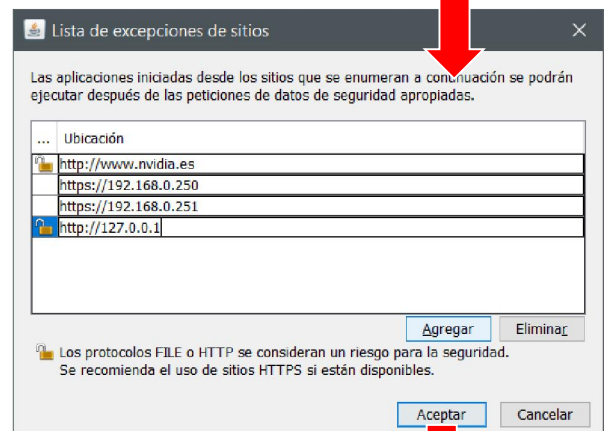 Lista de excepciones de sitios
Las aplicaciones iniciadas desde los sitios que se enumeran a continuación se podrán
ejecutar después de las peticiones de datos de seguridad apropiadas.
... Ubicación
http://www.nvidia.es
https://192.168.0.250
https://192.168.0.251
http://127.0.0.1
Agregar Eliminar
Los protocolos FILE o HTTP se consideran un riesgo para la seguridad.
Se recomienda el uso de sitios HTTPS si están disponibles.
Aceptar Cancelar